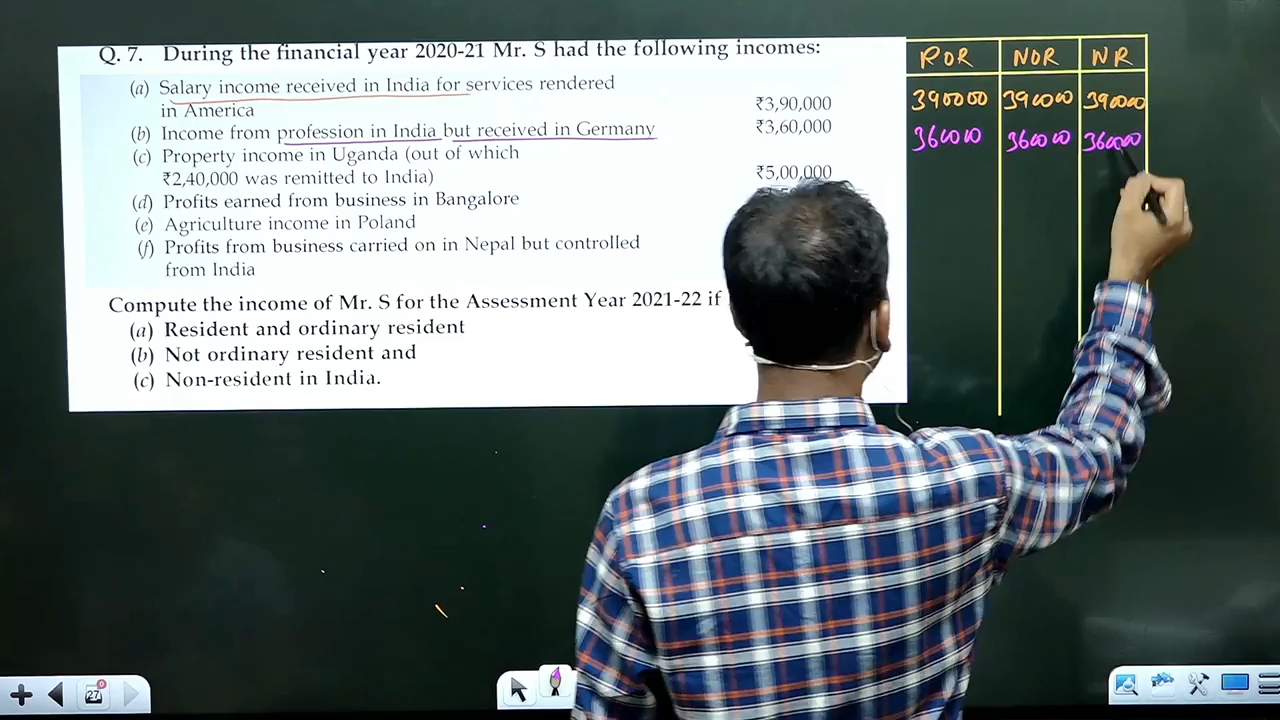 Q. 7. During the financial year 2020-21 Mr. S had the following incomes:
(a) Salary income received in India for services rendered
in America ₹3,90,000
(b) Income from profession in India but received in Germany ₹3,60,000
(c) Property income in Uganda (out of which
₹2,40,000 was remitted to India) ₹5,00,000
(d) Profits earned from business in Bangalore
(e) Agriculture income in Poland
(f) Profits from business carried on in Nepal but controlled
from India
Compute the income of Mr. S for the Assessment Year 2021-22 if
(a) Resident and ordinary resident
(b) Not ordinary resident and
(c) Non-resident in India.
ROR NOR NR
390000 390000 390000
360000 360000 360000
27
0